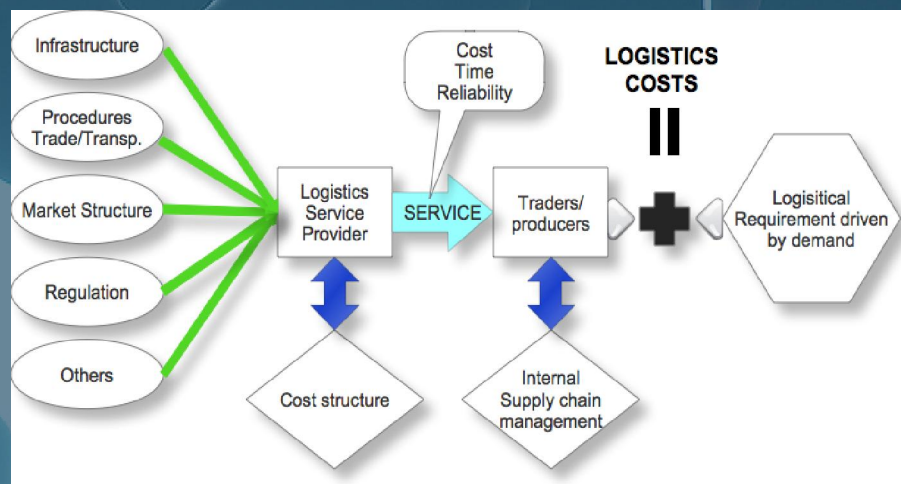 Infrastructure
Procedures
Trade/Transp.
Market Structure
Regulation
Others
Logistics
Service
Provider
Cost structure
Cost
Time
Reliability
SERVICE
Traders/
producers
Internal
Supply chain
management
LOGISTICS
COSTS
Logisitical
Requirement driven
by demand